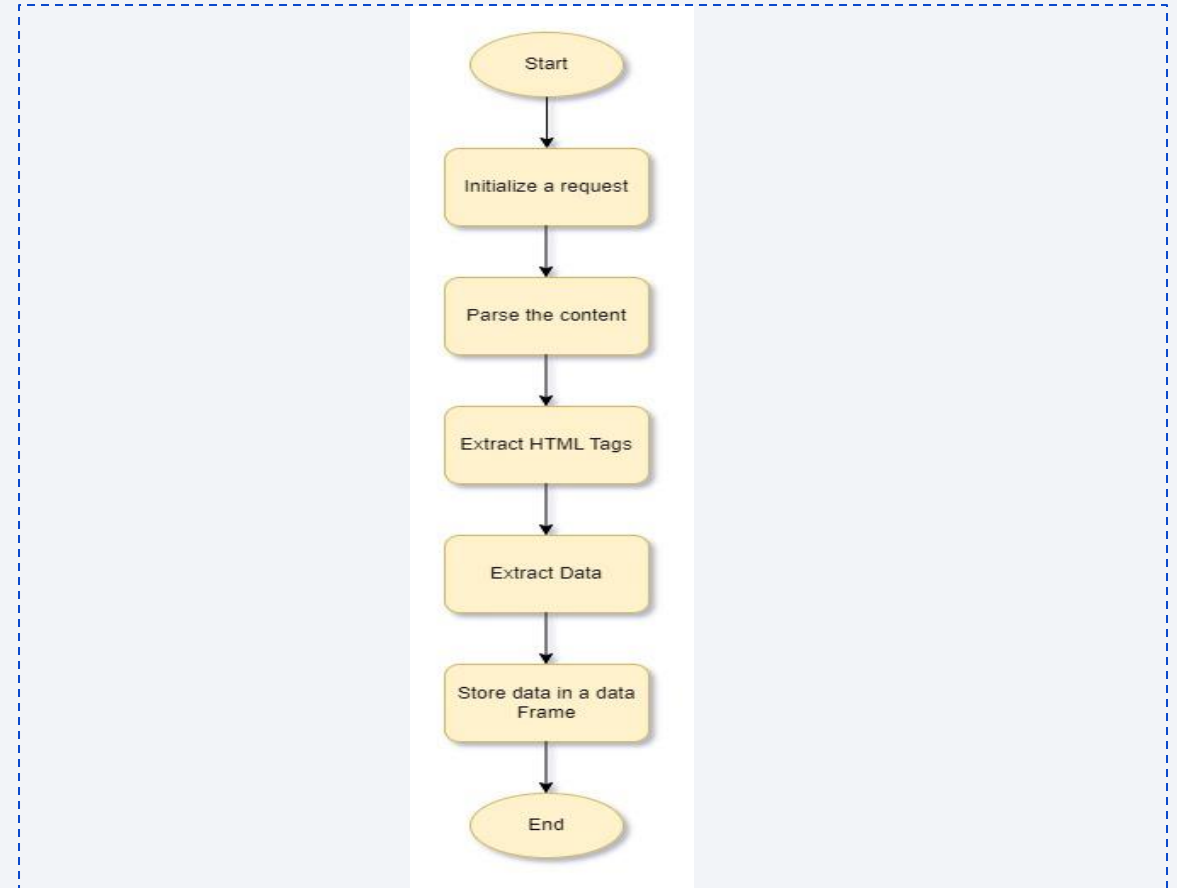 Start
Initialize a request
Parse the content
Extract HTML Tags
Extract Data
Store data in a data
Frame
End